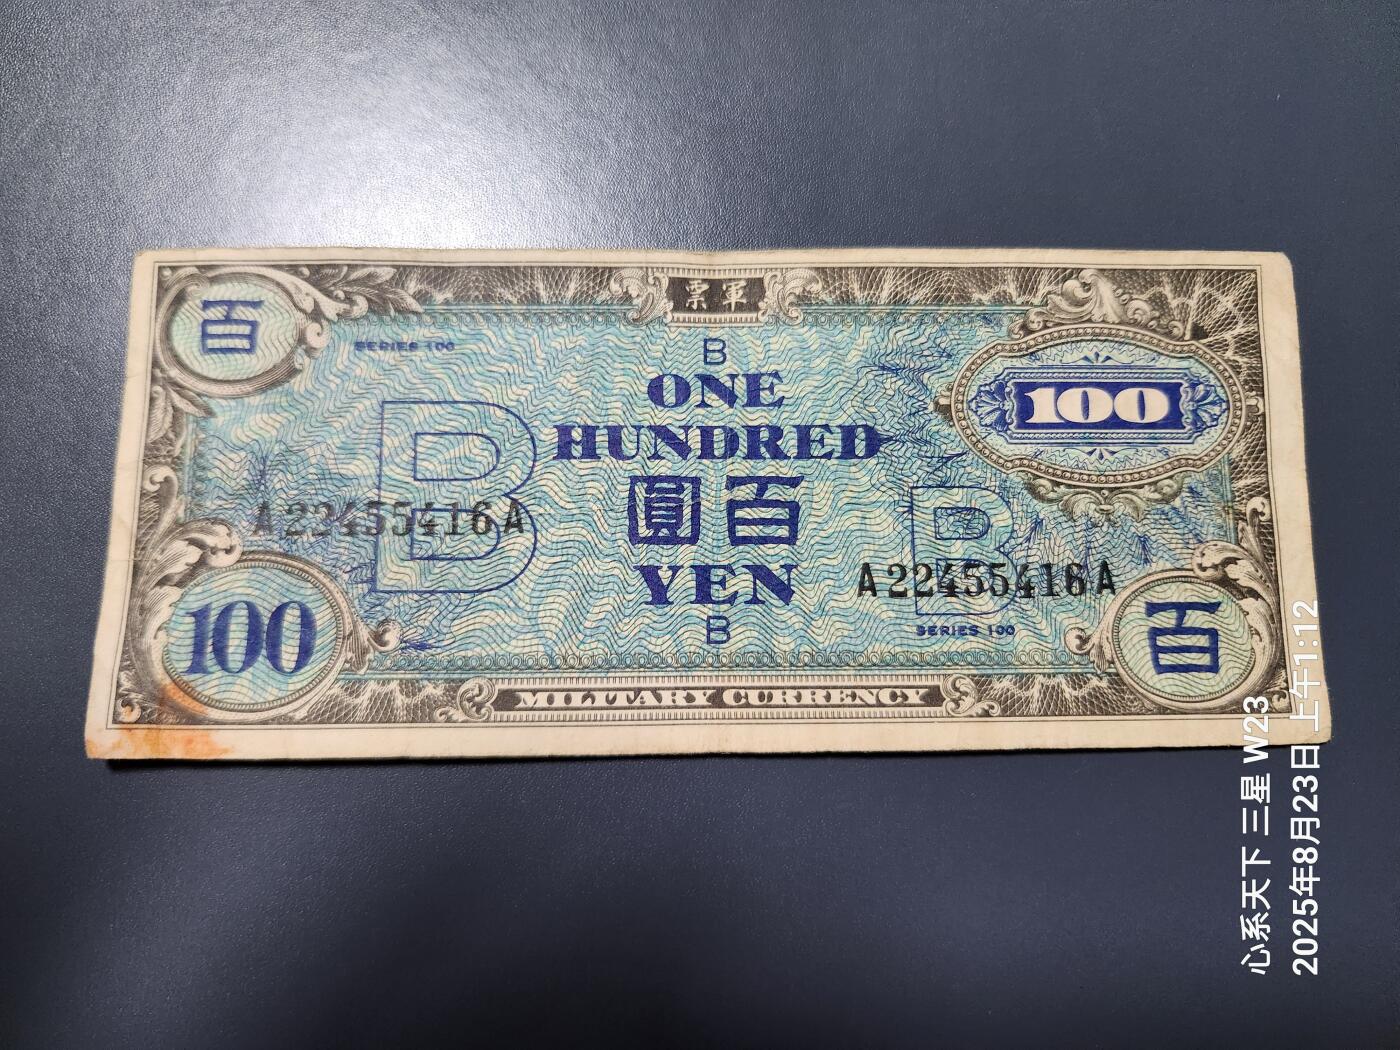 票軍
百
SERIES 100
B
ONE
HUNDRED
100
B
B
圓百
A22455416A
A22455416A
YEN
B
SERIES 100
100
百
MILITARY CURRENCY
心系天下 三星 W23
2025年8月23日 上午1:12